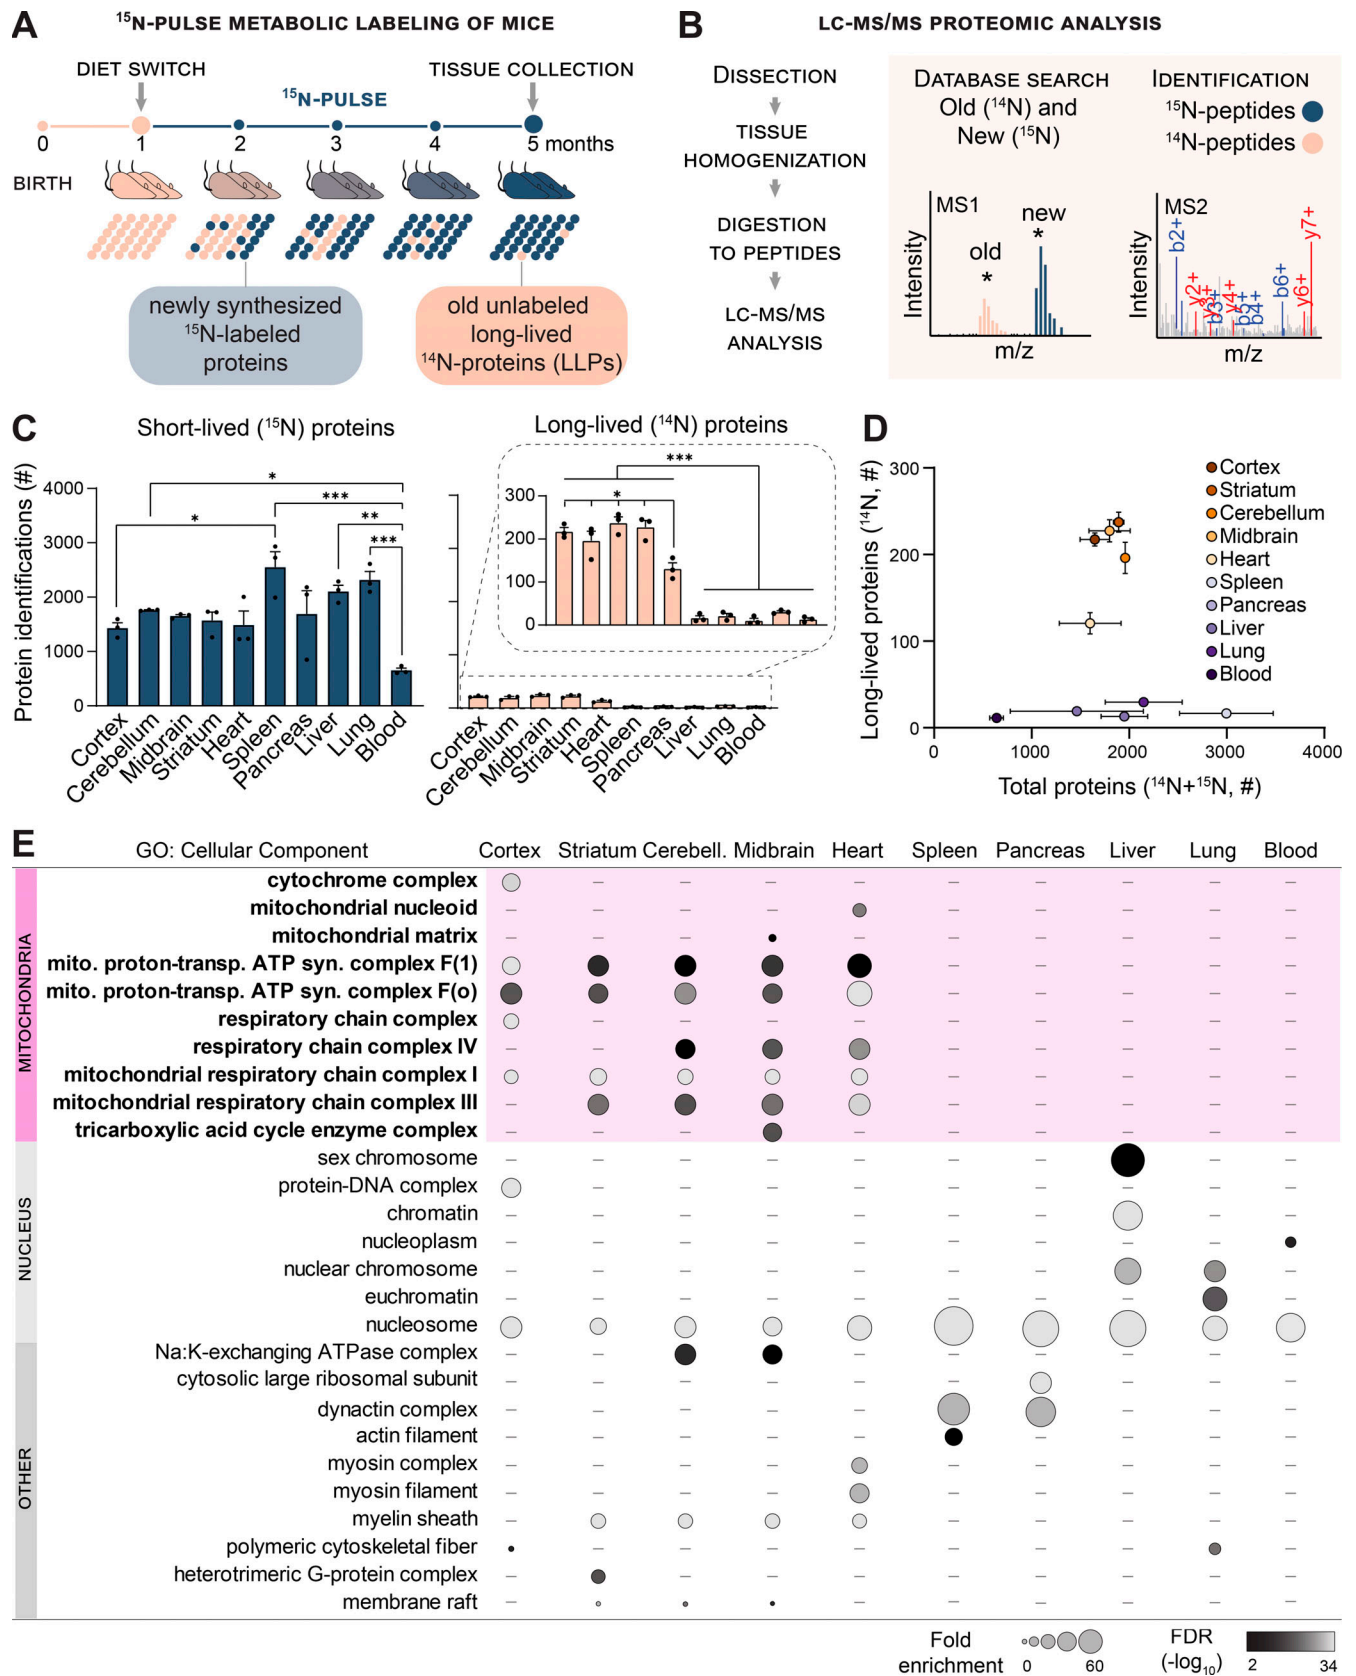 A
¹⁵N-PULSE METABOLIC LABELING OF MICE
DIET SWITCH
TISSUE COLLECTION
¹⁵N-PULSE
0 1 2 3 4 5 months
BIRTH
newly synthesized
¹⁵N-labeled
proteins
old unlabeled
long-lived
¹⁴N-proteins (LLPs)
B
LC-MS/MS PROTEOMIC ANALYSIS
DISSECTION
TISSUE
HOMOGENIZATION
DIGESTION
TO PEPTIDES
LC-MS/MS
ANALYSIS
DATABASE SEARCH
Old (¹⁴N) and
New (¹⁵N)
IDENTIFICATION
¹⁵N-peptides
¹⁴N-peptides
MS1
new
*
old
*
Intensity
m/z
MS2
b2+
y2+
y3+
b3+
y4+
b5+
b4+
b6+
y6+
y7+
Intensity
m/z
C
Short-lived (¹⁵N) proteins
Protein identifications (#)
4000
3000
2000
1000
0
*
***
*
**
***
Cortex
Cerebellum
Midbrain
Striatum
Heart
Spleen
Pancreas
Liver
Lung
Blood
Long-lived (¹⁴N) proteins
***
*
300
200
100
0
Cortex
Cerebellum
Midbrain
Striatum
Heart
Spleen
Pancreas
Liver
Lung
Blood
D
Long-lived proteins (¹⁴N, #)
300
200
100
0
0 1000 2000 3000 4000
Total proteins (¹⁴N+¹⁵N, #)
Cortex
Striatum
Cerebellum
Midbrain
Heart
Spleen
Pancreas
Liver
Lung
Blood
E
GO: Cellular Component Cortex Striatum Cerebell. Midbrain Heart Spleen Pancreas Liver Lung Blood
MITOCHONDRIA
cytochrome complex
mitochondrial nucleoid
mitochondrial matrix
mito. proton-transp. ATP syn. complex F(1)
mito. proton-transp. ATP syn. complex F(o)
respiratory chain complex
respiratory chain complex IV
mitochondrial respiratory chain complex I
mitochondrial respiratory chain complex III
tricarboxylic acid cycle enzyme complex
NUCLEUS
sex chromosome
protein-DNA complex
chromatin
nucleoplasm
nuclear chromosome
euchromatin
nucleosome
OTHER
Na:K-exchanging ATPase complex
cytosolic large ribosomal subunit
dynactin complex
actin filament
myosin complex
myosin filament
myelin sheath
polymeric cytoskeletal fiber
heterotrimeric G-protein complex
membrane raft
Fold
enrichment
0 60
FDR
(-log₁₀)
2 34